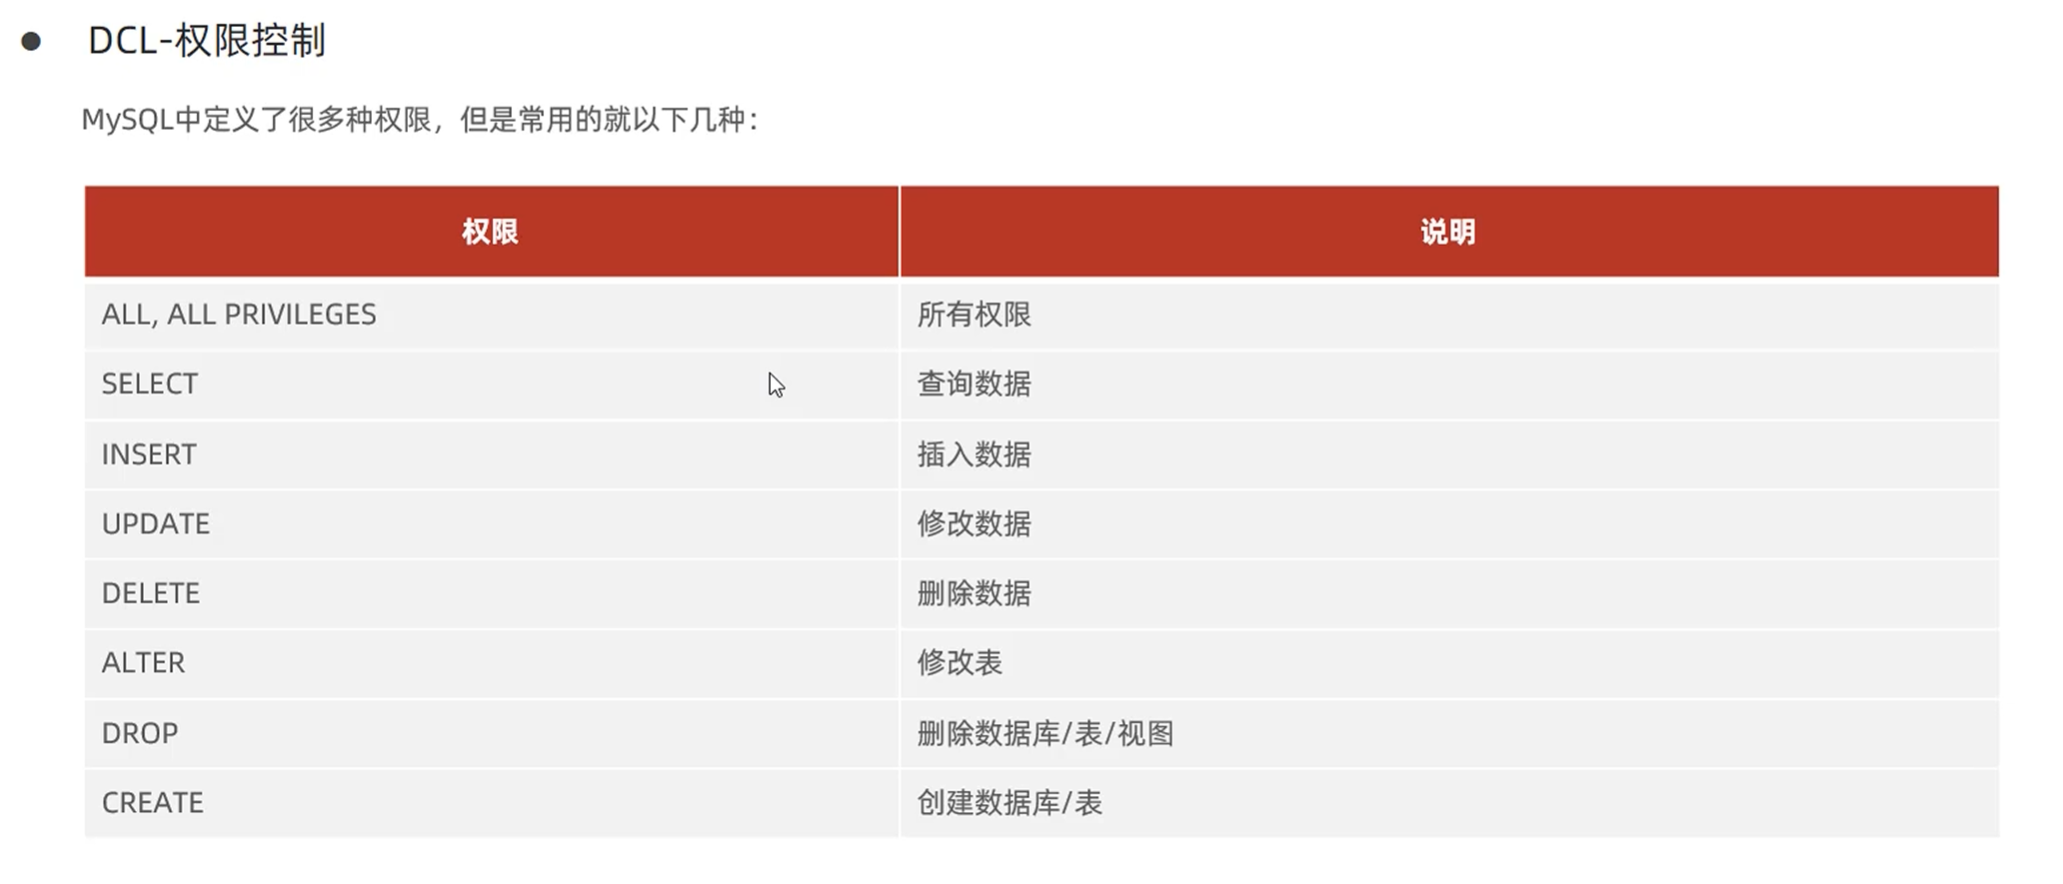 DCL-权限控制
MySQL中定义了很多种权限，但是常用的就以下几种：
权限 说明
ALL, ALL PRIVILEGES 所有权限
SELECT 查询数据
INSERT 插入数据
UPDATE 修改数据
DELETE 删除数据
ALTER 修改表
DROP 删除数据库/表/视图
CREATE 创建数据库/表